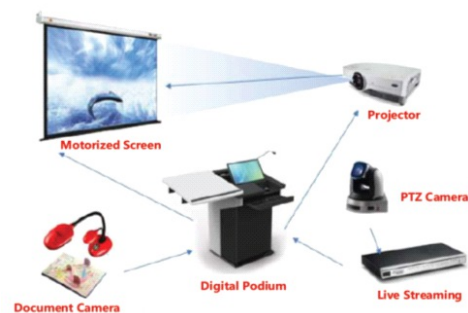 Motorized Screen
Projector
PTZ Camera
Document Camera
Digital Podium
Live Streaming